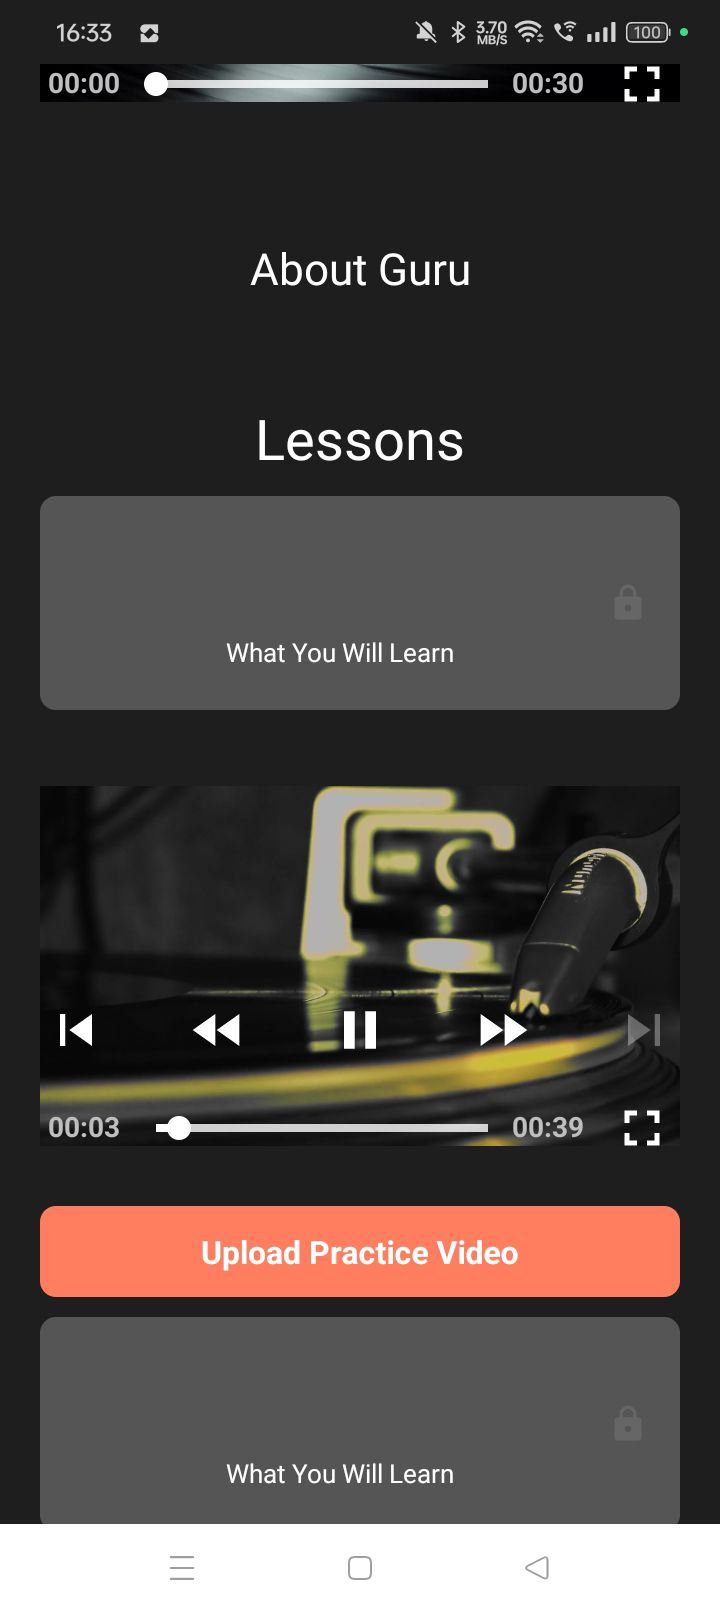 16:33
3.70
MB/S
100
00:00
00:30
About Guru
Lessons
What You Will Learn
00:03
00:39
Upload Practice Video
What You Will Learn